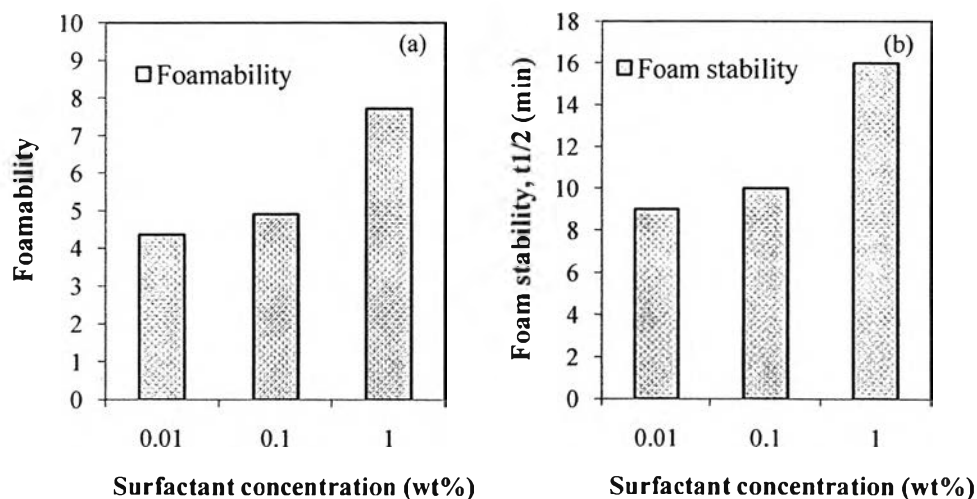 (a)
Foamability
Foamability
10
9
8
7
6
5
4
3
2
1
0
0.01 0.1 1
Surfactant concentration (wt%)
(b)
Foam stability
Foam stability, t1/2 (min)
18
16
14
12
10
8
6
4
2
0
0.01 0.1 1
Surfactant concentration (wt%)